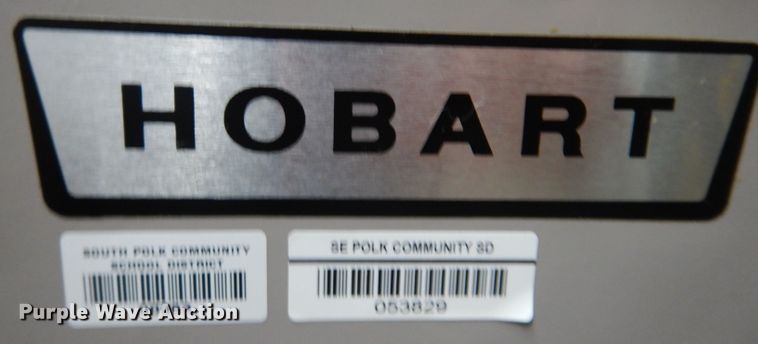 HOBART
SOUTH POLK COMMUNITY
SCHOOL DISTRICT
SE POLK COMMUNITY SD
053829
Purple Wave Auction